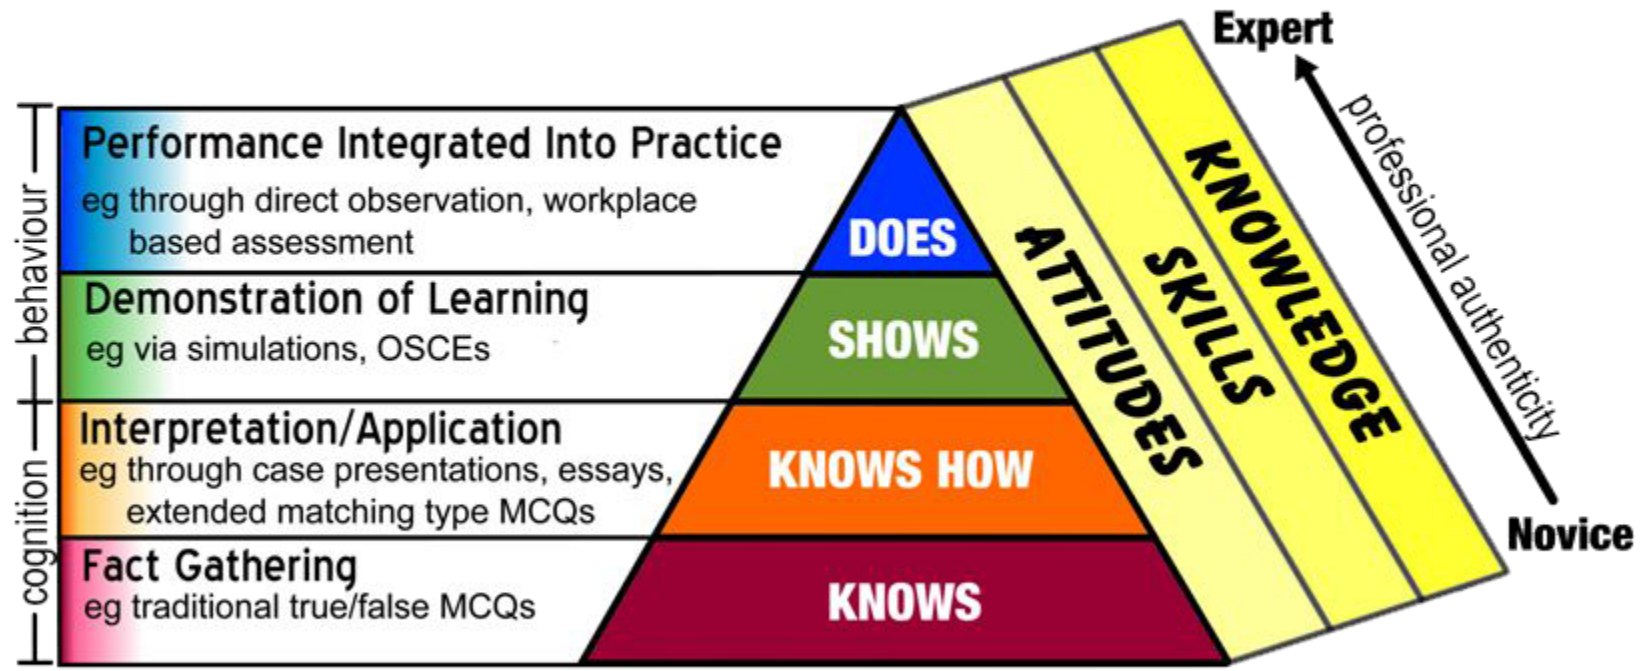 Performance Integrated Into Practice
eg through direct observation, workplace
based assessment
DOES
Demonstration of Learning
eg via simulations, OSCEs
SHOWS
Interpretation/Application
eg through case presentations, essays,
extended matching type MCQs
KNOWS HOW
Fact Gathering
eg traditional true/false MCQs
KNOWS
behaviour
cognition
ATTITUDES
SKILLS
KNOWLEDGE
Expert
professional authenticity
Novice